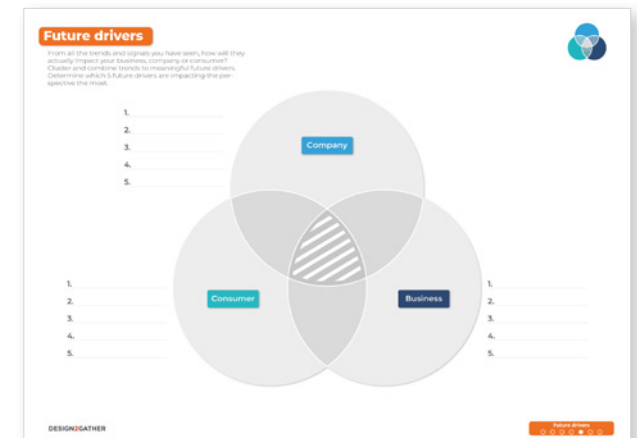 Future drivers
From all the trends and signals you have seen, how will they
actually impact your business, company or consumer?
Cluster and combine trends to meaningful future drivers.
Determine which 5 future drivers are impacting the per-
spective the most.
1.
2.
3.
4.
5.
Company
Consumer
Business
1.
2.
3.
4.
5.
1.
2.
3.
4.
5.
DESIGN2GATHER
Future drivers